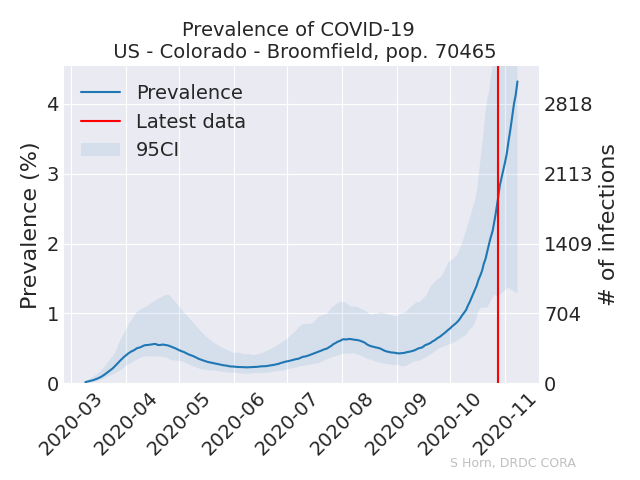 Prevalence of COVID-19
US - Colorado - Broomfield, pop. 70465
Prevalence
Latest data
95CI
Prevalence (%)
4
3
2
1
0
2818
2113
1409
704
0
# of infections
2020-03
2020-04
2020-05
2020-06
2020-07
2020-08
2020-09
2020-10
2020-11
S Horn, DRDC CORA